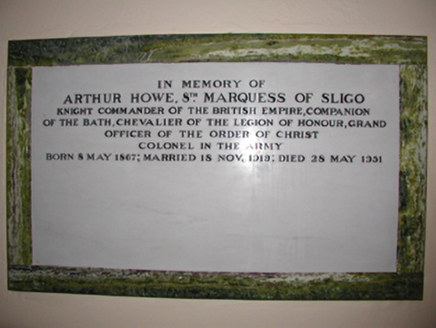 IN MEMORY OF
ARTHUR HOWE, 8TH MARQUESS OF SLIGO
KNIGHT COMMANDER OF THE BRITISH EMPIRE, COMPANION
OF THE BATH, CHEVALIER OF THE LEGION OF HONOUR, GRAND
OFFICER OF THE ORDER OF CHRIST
COLONEL IN THE ARMY
BORN 8 MAY 1867; MARRIED 18 NOV, 1919; DIED 28 MAY 1951